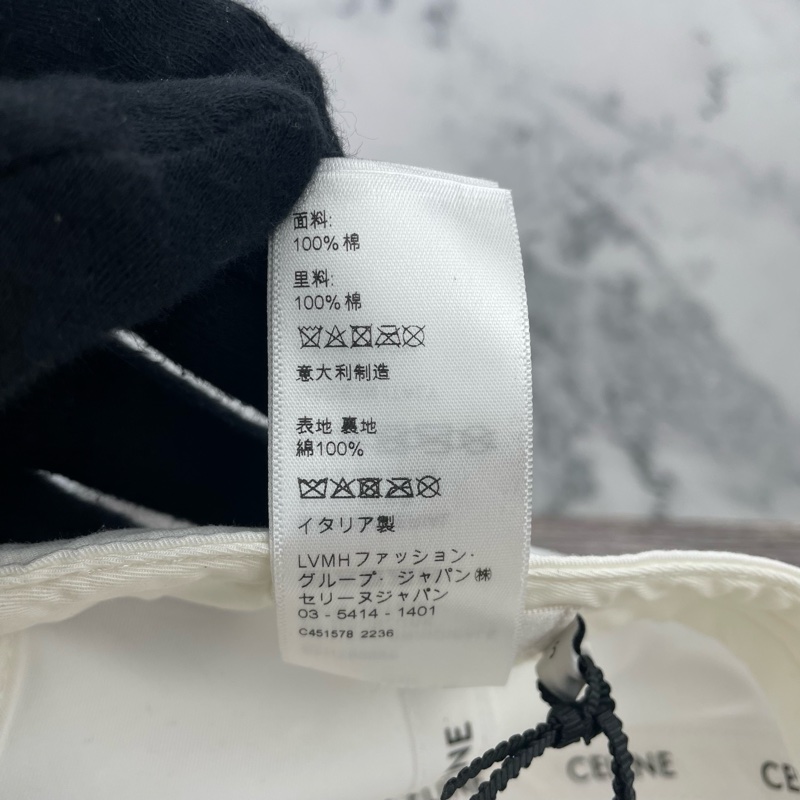 面料:
100% 棉
里料:
100% 棉
意大利制造
表地 裏地
綿100%
イタリア製
LVMHファッション・
グループ・ジャパン㈱
セリーヌジャパン
03 - 5414 - 1401
C451578 2236
CELINE